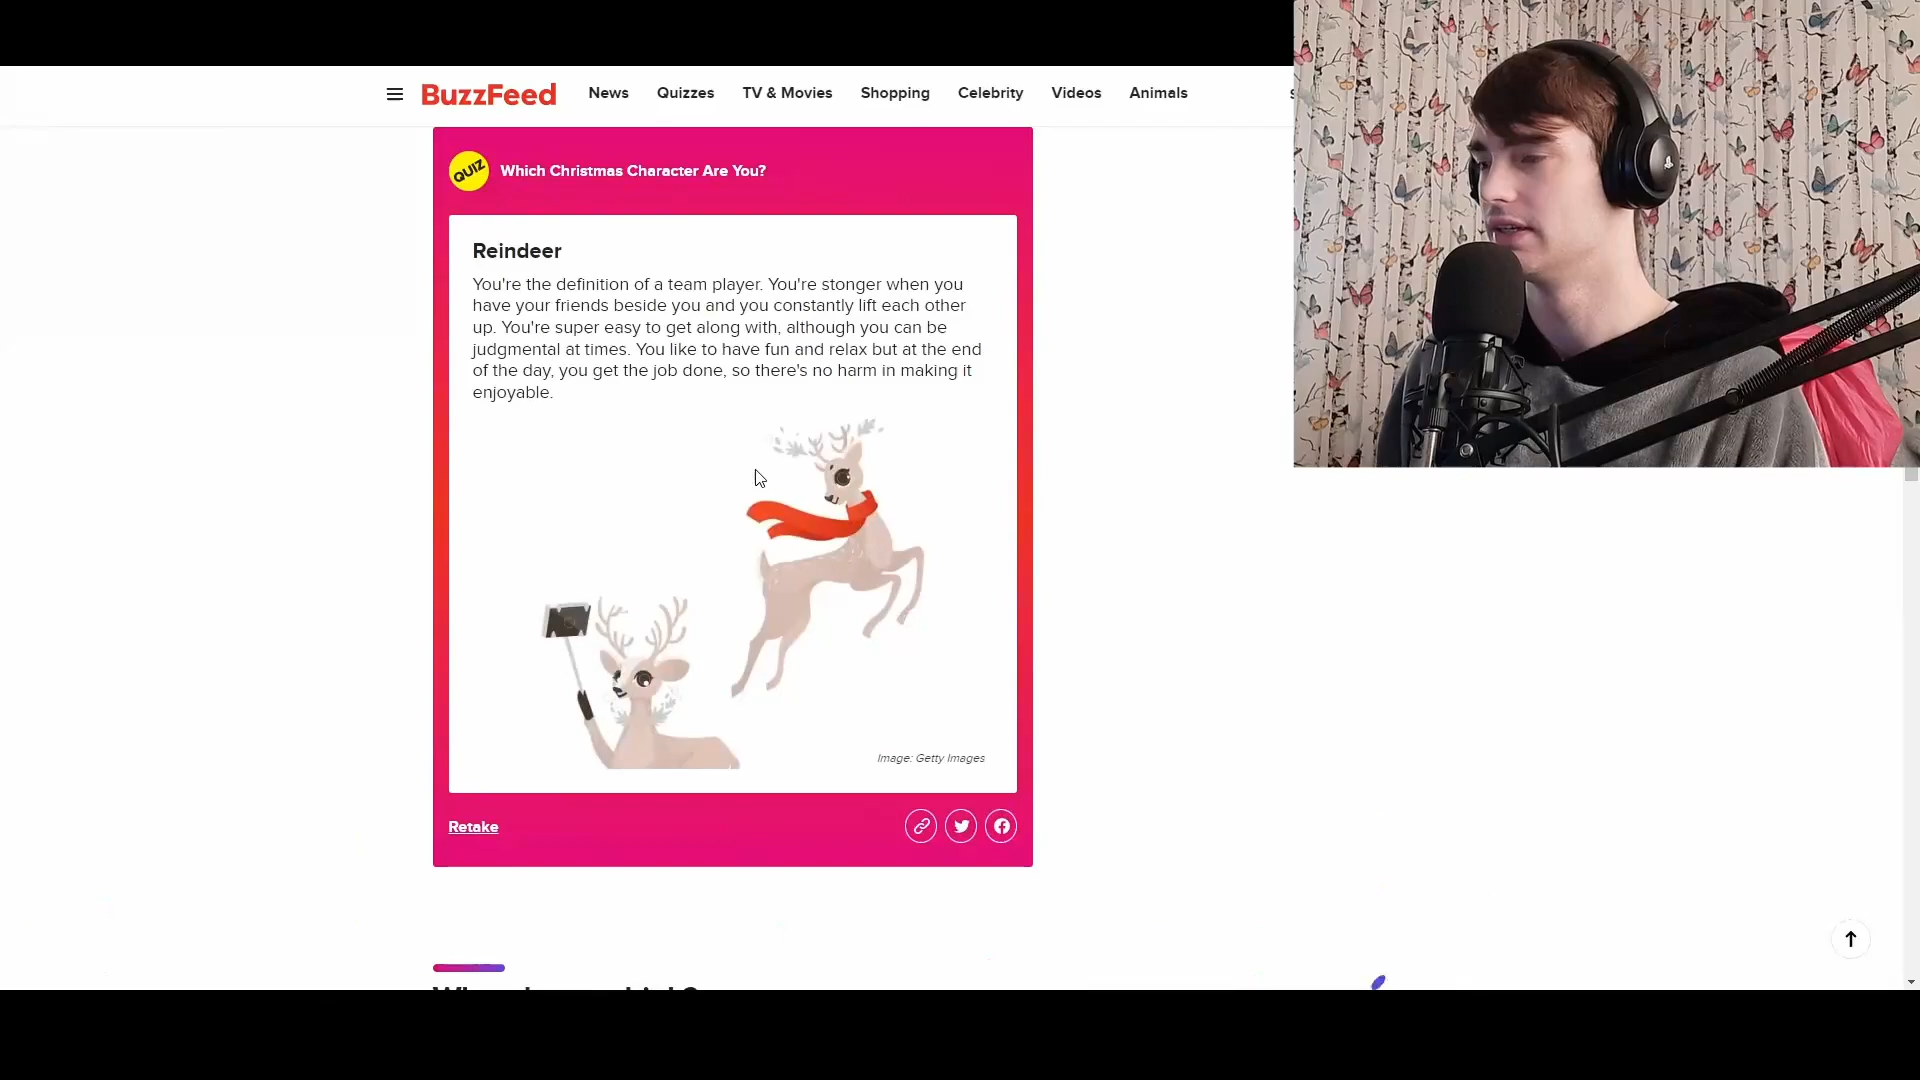 BuzzFeed News Quizzes TV & Movies Shopping Celebrity Videos Animals
QUIZ Which Christmas Character Are You?
Reindeer
You're the definition of a team player. You're stonger when you
have your friends beside you and you constantly lift each other
up. You're super easy to get along with, although you can be
judgmental at times. You like to have fun and relax but at the end
of the day, you get the job done, so there's no harm in making it
enjoyable.
Image: Getty Images
Retake